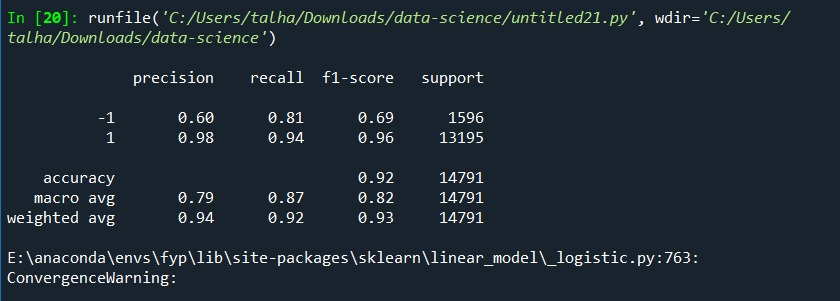 In [20]: runfile('C:/Users/talha/Downloads/data-science/untitled21.py', wdir='C:/Users/
talha/Downloads/data-science')
precision recall f1-score support
-1 0.60 0.81 0.69 1596
1 0.98 0.94 0.96 13195
accuracy 0.92 14791
macro avg 0.79 0.87 0.82 14791
weighted avg 0.94 0.92 0.93 14791
E:\anaconda\envs\fyp\lib\site-packages\sklearn\linear_model\_logistic.py:763:
ConvergenceWarning: